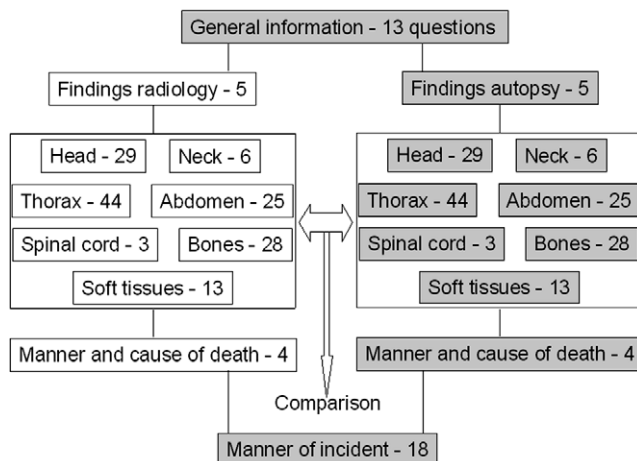 General information - 13 questions
Findings radiology - 5
Findings autopsy - 5
Head - 29
Neck - 6
Thorax - 44
Abdomen - 25
Spinal cord - 3
Bones - 28
Soft tissues - 13
Head - 29
Neck - 6
Thorax - 44
Abdomen - 25
Spinal cord - 3
Bones - 28
Soft tissues - 13
Manner and cause of death - 4
Manner and cause of death - 4
Comparison
Manner of incident - 18